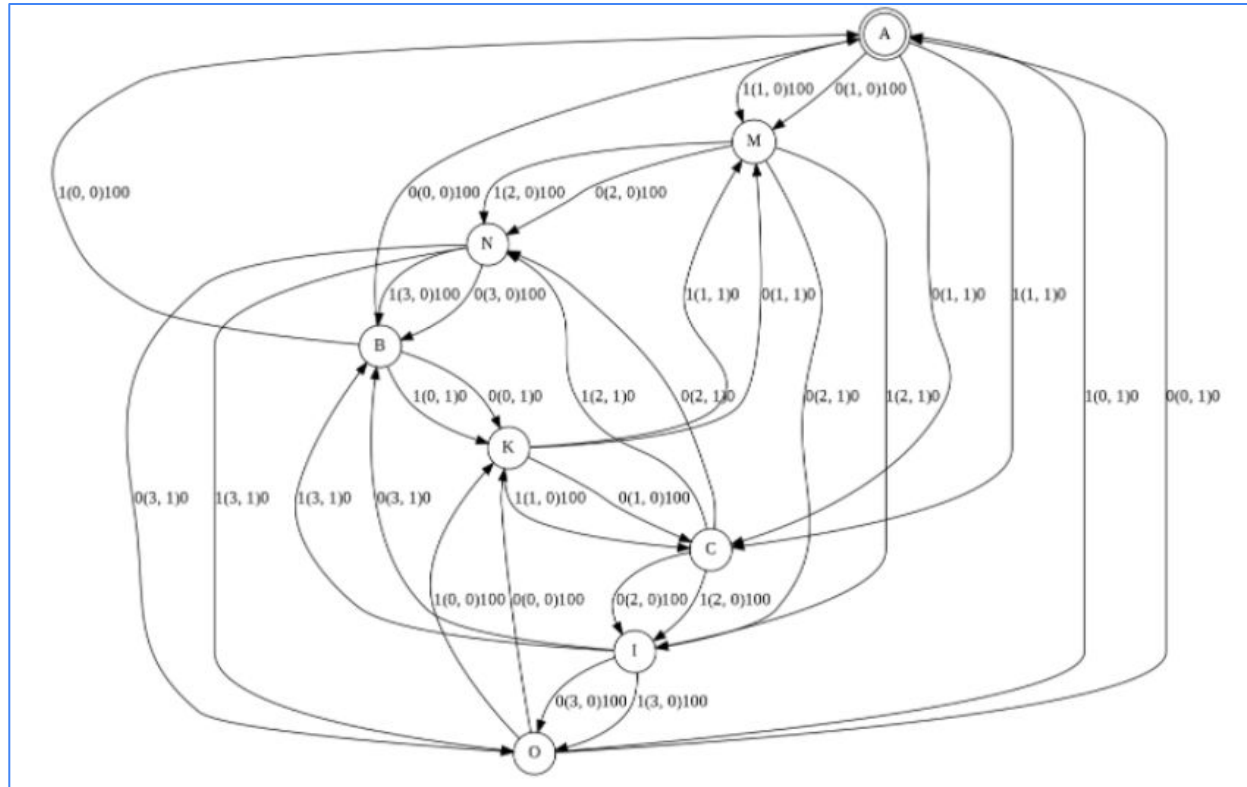 A
1(1, 0)100 0(1, 0)100
M
1(0, 0)100 0(0, 0)100 1(2, 0)100 0(2, 0)100
N
1(3, 0)100 0(3, 0)100 1(1, 1)0 0(1, 1)0 0(1, 1)0 1(1, 1)0
B
1(0, 1)0 0(0, 1)0 1(2, 1)0 0(2, 1)0 0(2, 1)0 1(2, 1)0 1(0, 1)0 0(0, 1)0
K
0(3, 1)0 1(3, 1)0 1(3, 1)0 0(3, 1)0 1(1, 0)100 0(1, 0)100
C
1(0, 0)100 0(0, 0)100 0(2, 0)100 1(2, 0)100
I
0(3, 0)100 1(3, 0)100
O